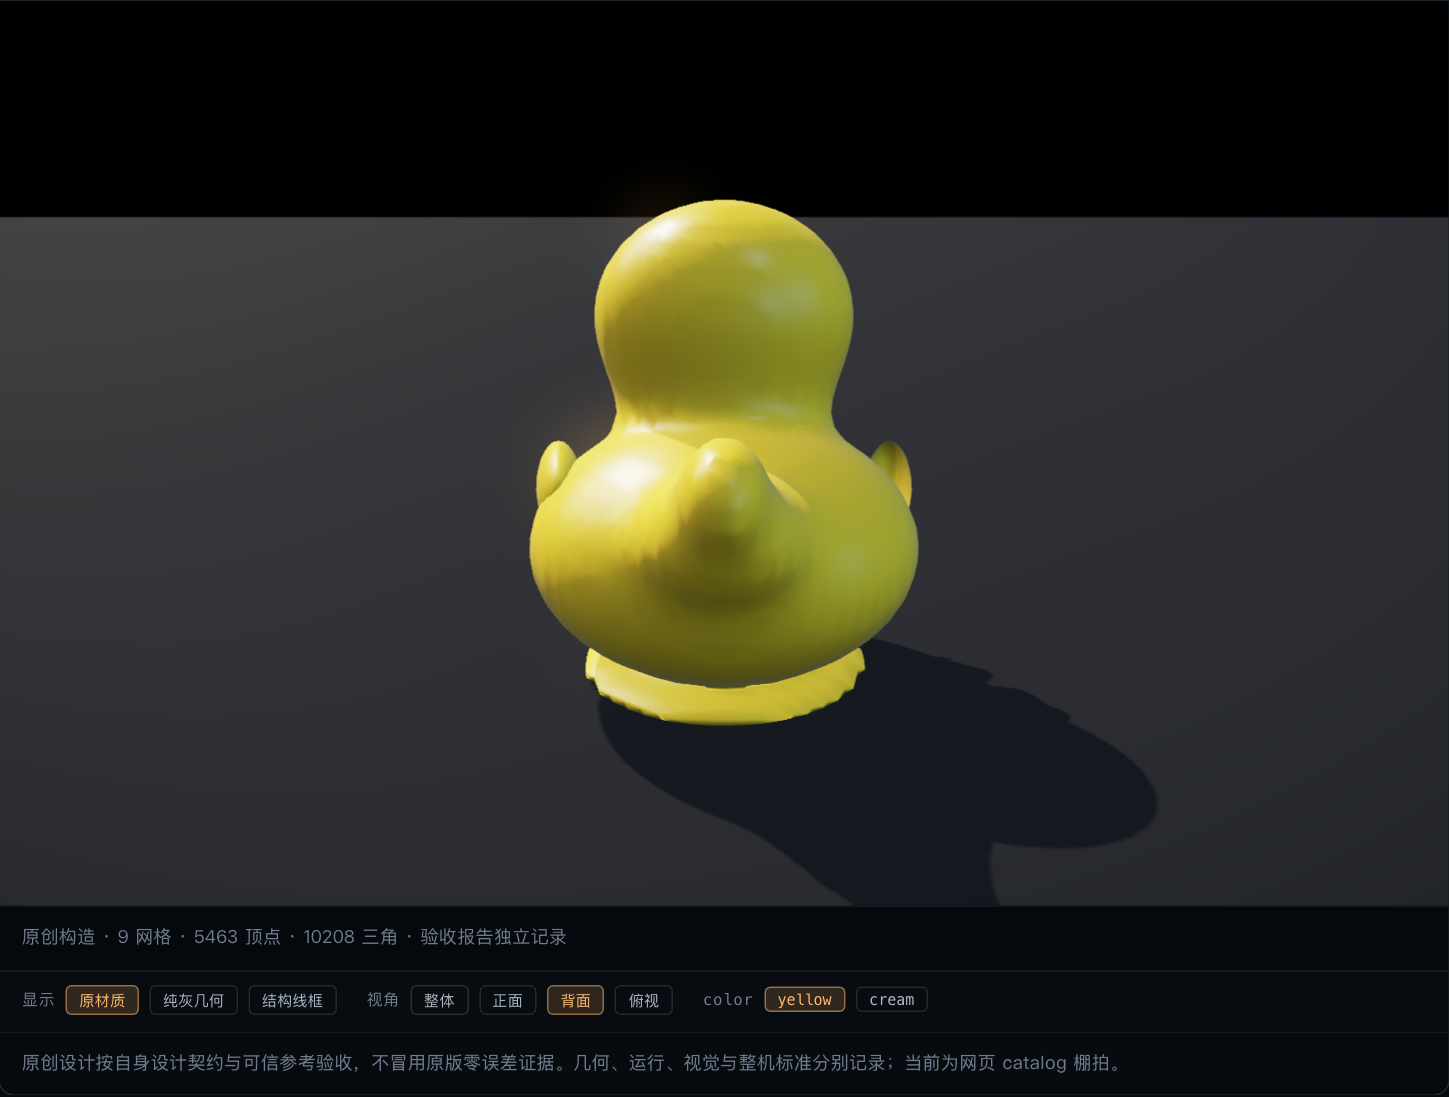 原创构造 · 9 网格 · 5463 顶点 · 10208 三角 · 验收报告独立记录
显示 原材质 纯灰几何 结构线框 视角 整体 正面 背面 俯视 color yellow cream
原创设计按自身设计契约与可信参考验收，不冒用原版零误差证据。几何、运行、视觉与整机标准分别记录；当前为网页 catalog 棚拍。